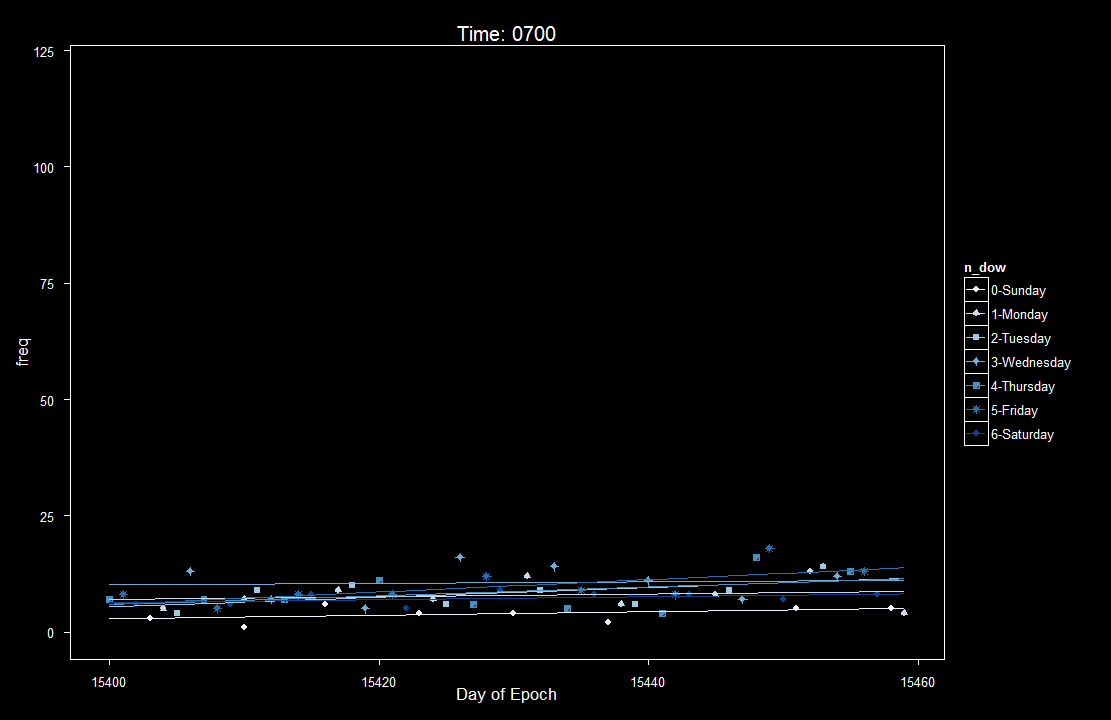 Time: 0700
125
100
75
50
25
0
freq
15400
15420
15440
15460
Day of Epoch
n_dow
0-Sunday
1-Monday
2-Tuesday
3-Wednesday
4-Thursday
5-Friday
6-Saturday